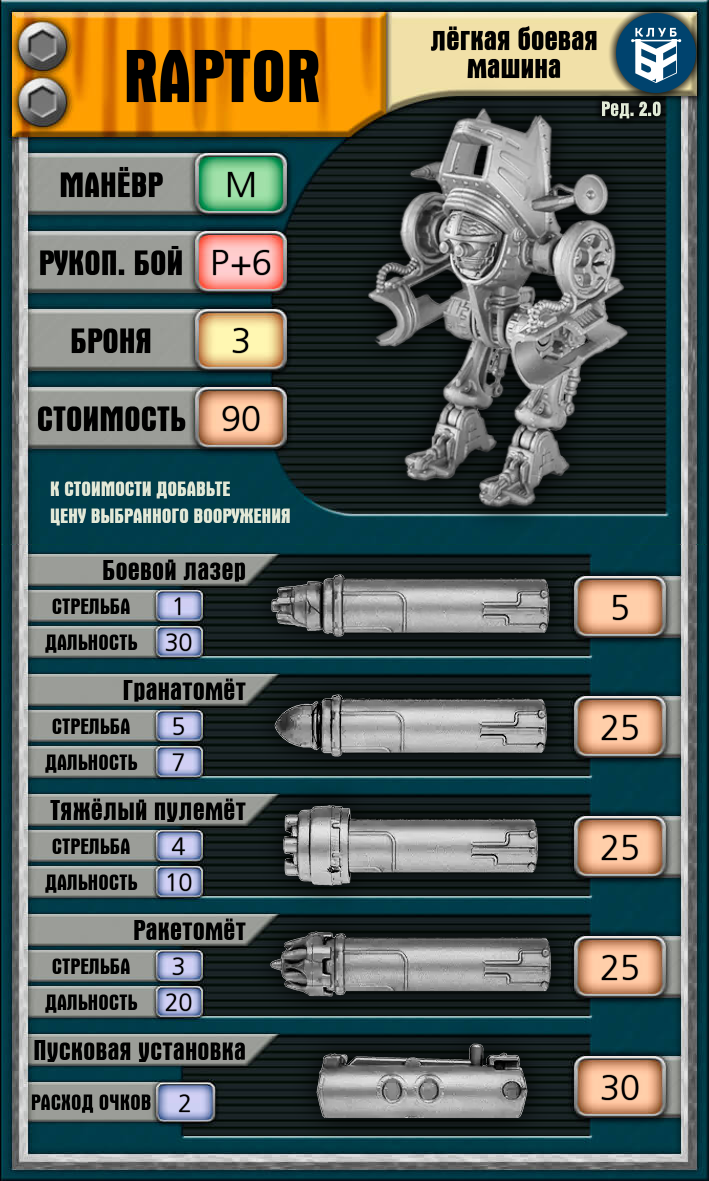 RAPTOR
лёгкая боевая
машина
КЛУБ
Ред. 2.0
МАНЁВР
М
РУКОП. БОЙ
Р+6
БРОНЯ
3
СТОИМОСТЬ
90
К СТОИМОСТИ ДОБАВЬТЕ
ЦЕНУ ВЫБРАННОГО ВООРУЖЕНИЯ
Боевой лазер
СТРЕЛЬБА 1
ДАЛЬНОСТЬ 30
5
Гранатомёт
СТРЕЛЬБА 5
ДАЛЬНОСТЬ 7
25
Тяжёлый пулемёт
СТРЕЛЬБА 4
ДАЛЬНОСТЬ 10
25
Ракетомёт
СТРЕЛЬБА 3
ДАЛЬНОСТЬ 20
25
Пусковая установка
РАСХОД ОЧКОВ 2
30